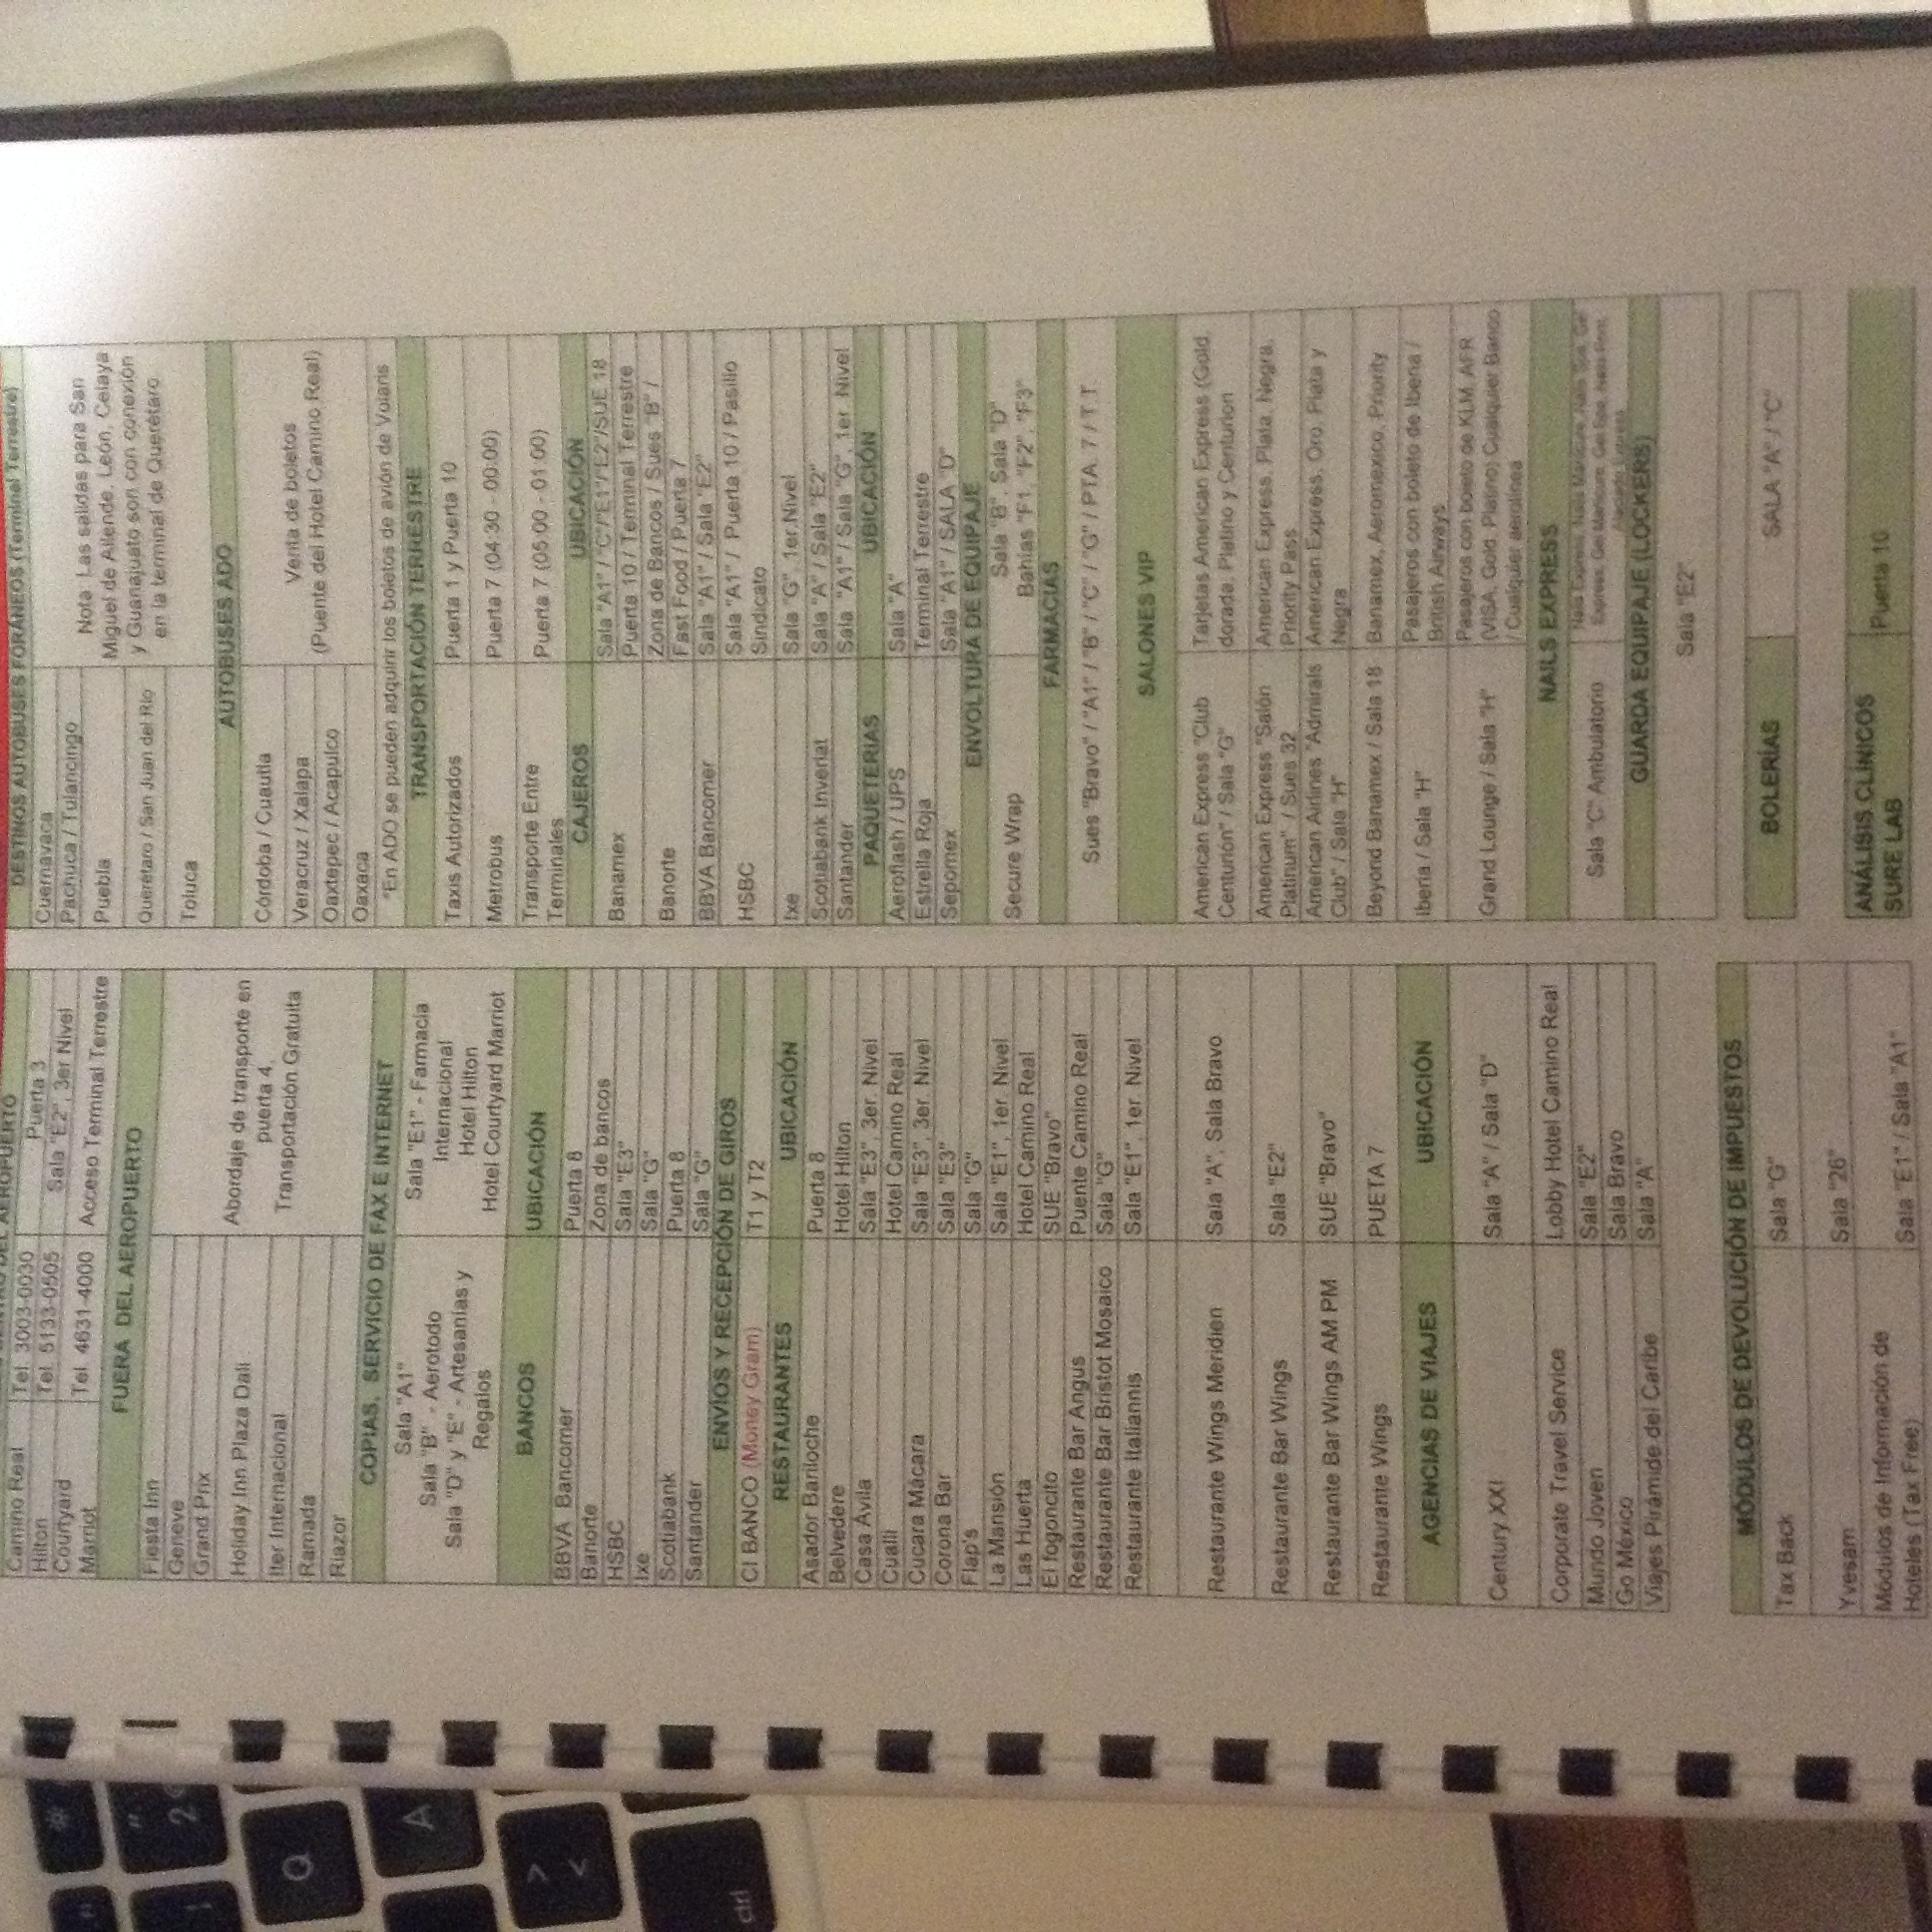 DEL AEROPUERTO
Camino Real Tel. 3003-0030 Puerta 3
Hilton Tel. 5133-0505 Sala "E2", 3er Nivel
Courtyard
Marriot Tel. 4631-4000 Acceso Terminal Terrestre
FUERA DEL AEROPUERTO
Fiesta Inn
Geneve
Grand Prix
Holiday Inn Plaza Dali
Iter Internacional
Ramada
Riazor
Abordaje de transporte en
puerta 4,
Transportación Gratuita
COPIAS, SERVICIO DE FAX E INTERNET
Sala "A1"
Sala "B" - Aerotodo
Sala "D" y "E" - Artesanías y
Regalos
Sala "E1" - Farmacia
Internacional
Hotel Hilton
Hotel Courtyard Marriot
BANCOS UBICACIÓN
BBVA Bancomer Puerta 8
Banorte Zona de bancos
HSBC Sala "E3"
Ixe Sala "G"
Scotiabank Puerta 8
Santander Sala "G"
ENVÍOS Y RECEPCIÓN DE GIROS
CI BANCO (Money Gram) T1 y T2
RESTAURANTES UBICACIÓN
Asador Bariloche Puerta 8
Belvedere Hotel Hilton
Casa Ávila Sala "E3", 3er. Nivel
Cualli Hotel Camino Real
Cucara Mácara Sala "E3", 3er. Nivel
Corona Bar Sala "E3"
Flap's Sala "G"
La Mansión Sala "E1", 1er. Nivel
Las Huerta Hotel Camino Real
El fogoncito SUE "Bravo"
Restaurante Bar Angus Puente Camino Real
Restaurante Bar Bristot Mosaico Sala "G"
Restaurante Italiannis Sala "E1", 1er. Nivel
Restaurante Wings Meridien Sala "A", Sala Bravo
Restaurante Bar Wings Sala "E2"
Restaurante Bar Wings AM PM SUE "Bravo"
Restaurante Wings PUETA 7
AGENCIAS DE VIAJES UBICACIÓN
Century XXI Sala "A" / Sala "D"
Corporate Travel Service Lobby Hotel Camino Real
Mundo Joven Sala "E2"
Go México Sala Bravo
Viajes Pirámide del Caribe Sala "A"
MÓDULOS DE DEVOLUCIÓN DE IMPUESTOS
Tax Back Sala "G"
Yvesam Sala "26"
Módulos de Información de
Hoteles (Tax Free) Sala "E1" / Sala "A1"
DESTINOS AUTOBUSES FORÁNEOS (Terminal Terrestre)
Cuernavaca
Pachuca / Tulancingo
Puebla
Querétaro / San Juan del Río
Toluca
Nota: Las salidas para San
Miguel de Allende, León, Celaya
y Guanajuato son con conexión
en la terminal de Querétaro
AUTOBUSES ADO
Córdoba / Cuautla
Veracruz / Xalapa
Oaxtepec / Acapulco
Oaxaca
Venta de boletos
(Puente del Hotel Camino Real)
*En ADO se pueden adquirir los boletos de avión de Volaris
TRANSPORTACIÓN TERRESTRE
Taxis Autorizados Puerta 1 y Puerta 10
Metrobus Puerta 7 (04:30 - 00:00)
Transporte Entre
Terminales Puerta 7 (05:00 - 01:00)
CAJEROS UBICACIÓN
Banamex Sala "A1" / "C"/"E1"/"E2"/SUE 18
Puerta 10 / Terminal Terrestre
Banorte Zona de Bancos / Sues "B" /
Fast Food / Puerta 7
BBVA Bancomer Sala "A1" / Sala "E2"
HSBC Sala "A1" / Puerta 10 / Pasillo
Sindicato
Ixe Sala "G", 1er.Nivel
Scotiabank Inverlat Sala "A" / Sala "E2"
Santander Sala "A1" / Sala "G", 1er. Nivel
PAQUETERIAS UBICACIÓN
Aeroflash / UPS Sala "A"
Estrella Roja Terminal Terrestre
Sepomex Sala "A1" / SALA "D"
ENVOLTURA DE EQUIPAJE
Secure Wrap Sala "B", Sala "D"
Bahías "F1, "F2", "F3"
FARMACIAS
Sues "Bravo" / "A1" / "B" / "C" / "G" / PTA. 7 / T.T.
SALONES VIP
American Express "Club
Centurión" / Sala "G"
Tarjetas American Express (Gold,
dorada, Platino y Centurion
American Express "Salón
Platinum" / Sues 32
American Express, Plata, Negra,
Priority Pass
American Airlines "Admirals
Club" / Sala "H"
American Express, Oro, Plata y
Negra
Beyond Banamex / Sala 18 Banamex, Aeromexico, Priority
Iberia / Sala "H" Pasajeros con boleto de Iberia /
British Airways
Grand Lounge / Sala "H" Pasajeros con boleto de KLM, AFR
(VISA, Gold, Platino) Cualquier Banco
/ Cualquier aerolínea
NAILS EXPRESS
Sala "C" Ambulatorio Nails Express, Nails Manicure, Nails Spa, Gel
Express, Gel Manicure, Gel Spa, Nails Print,
Alaciado Express
GUARDA EQUIPAJE (LOCKERS)
Sala "E2"
BOLERÍAS SALA "A" / "C"
ANÁLISIS CLÍNICOS
SURE LAB Puerta 10
Q
A
ctrl
2